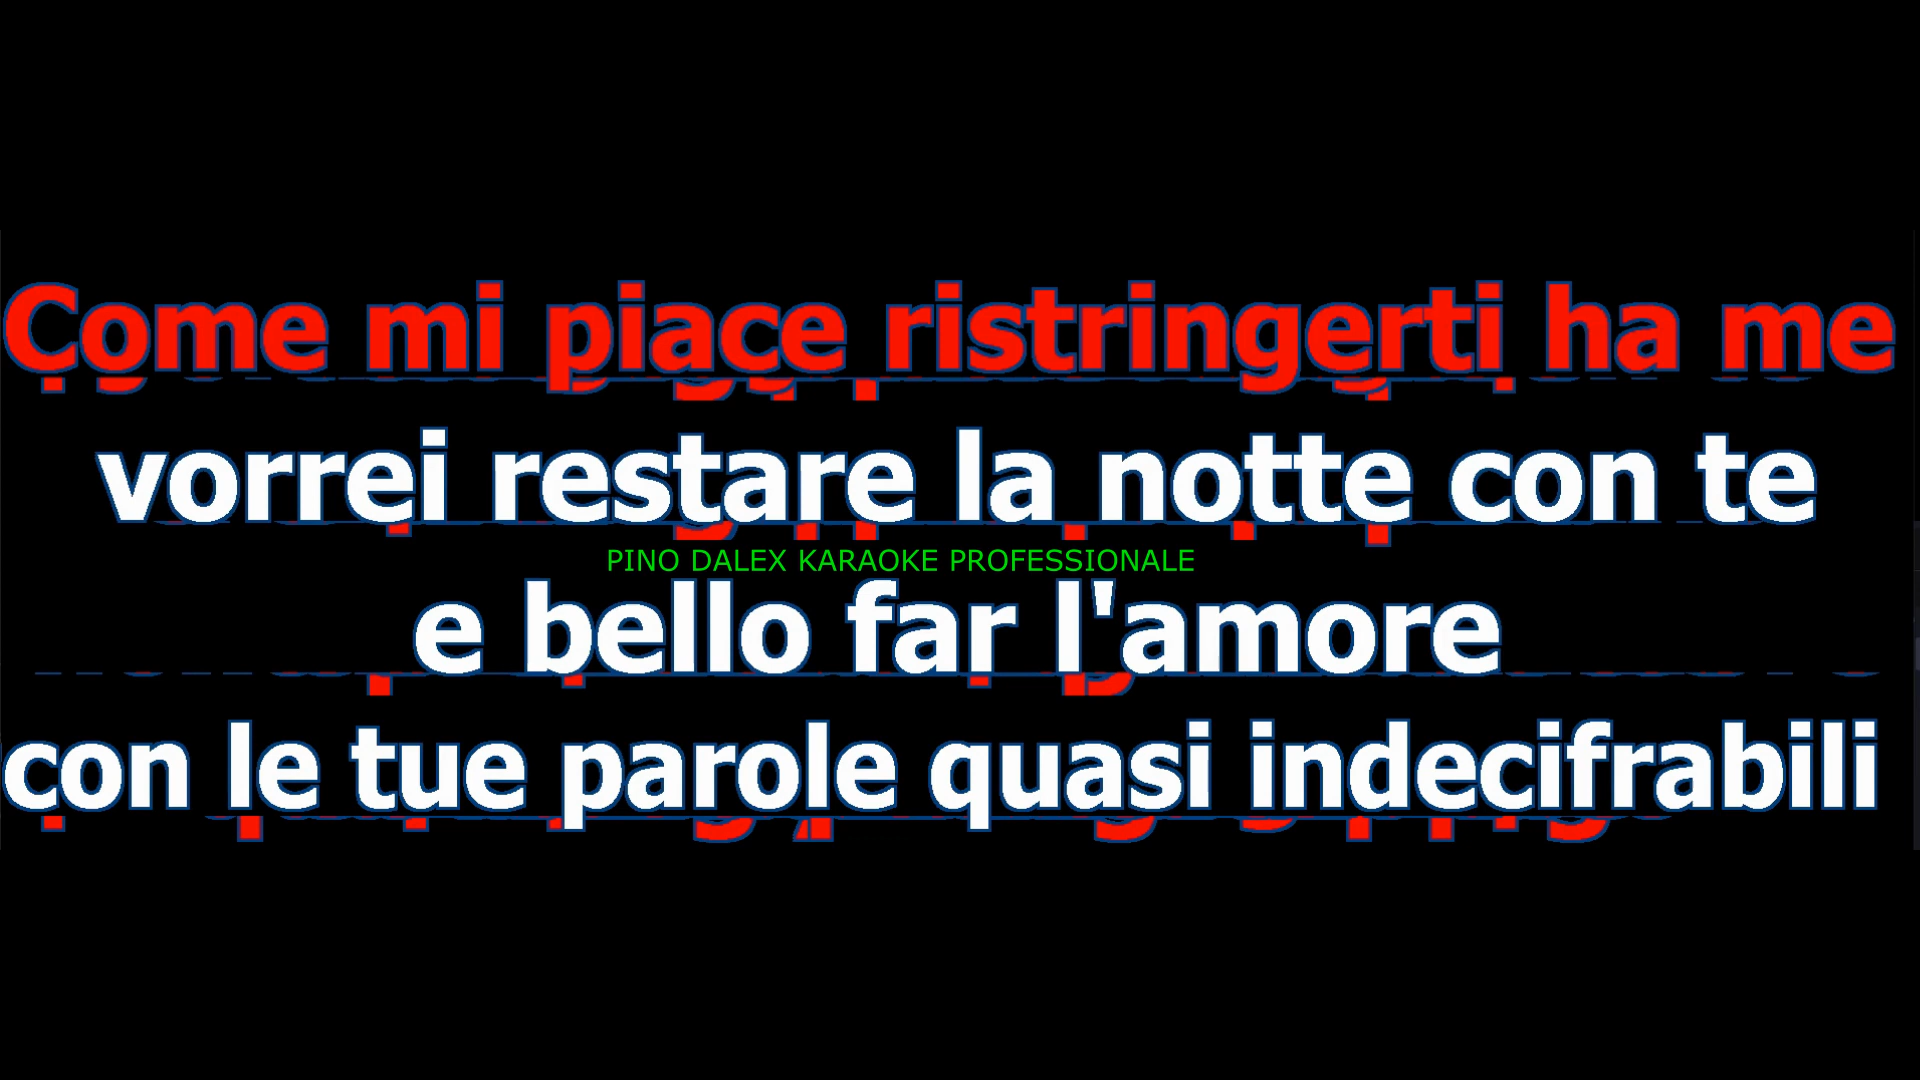 Come mi piace ristringerti ha me
vorrei restare la notte con te
PINO DALEX KARAOKE PROFESSIONALE
e bello far l'amore
con le tue parole quasi indecifrabili